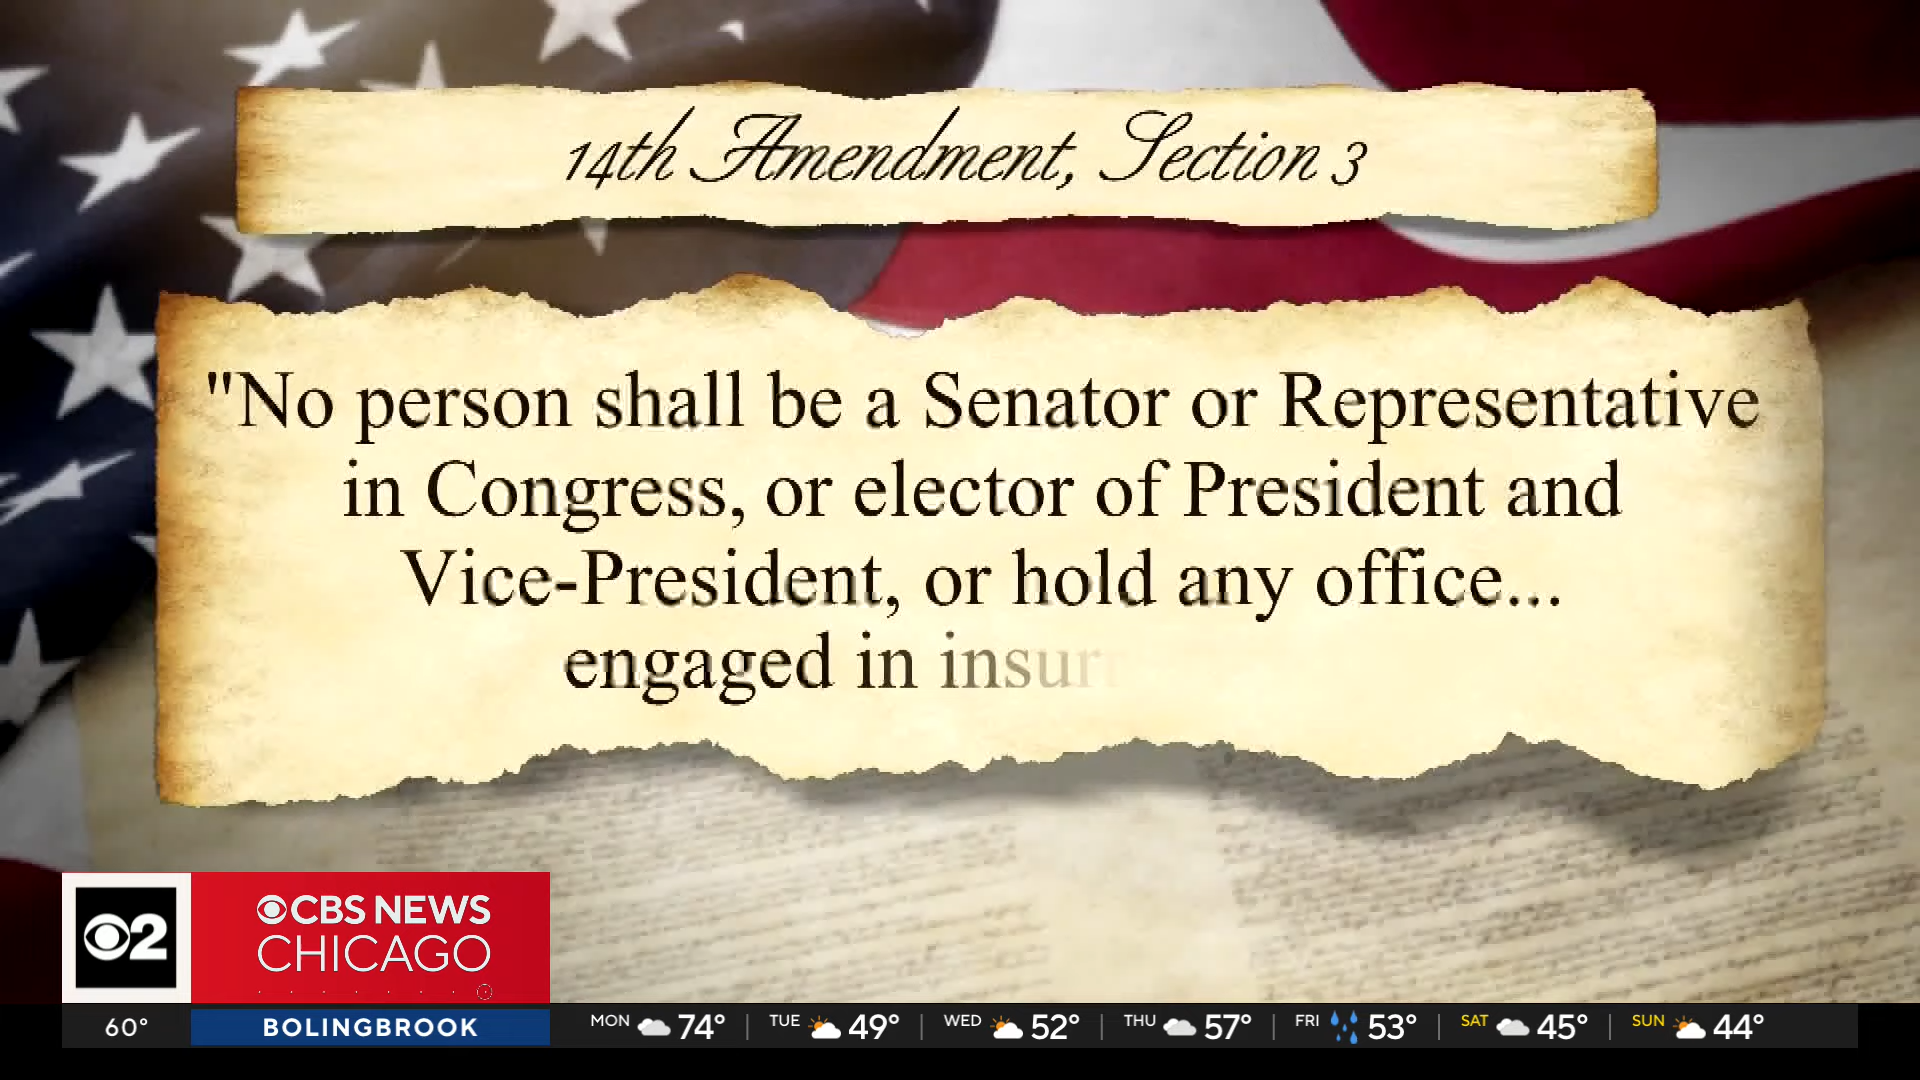 14th Amendment, Section 3
"No person shall be a Senator or Representative
in Congress, or elector of President and
Vice-President, or hold any office...
engaged in insurr
2
CBS NEWS
CHICAGO
60° BOLINGBROOK MON 74° TUE 49° WED 52° THU 57° FRI 53° SAT 45° SUN 44°